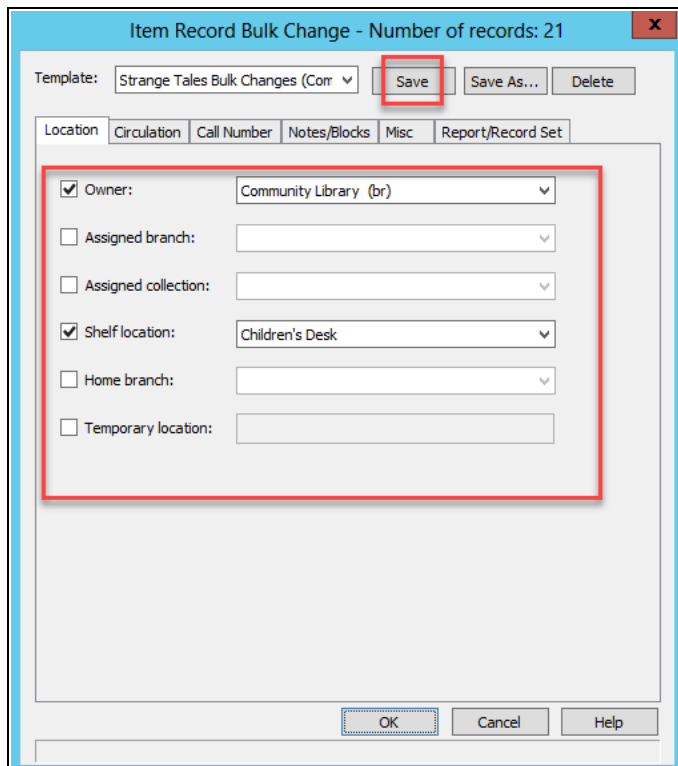 Item Record Bulk Change - Number of records: 21 x
Template: Strange Tales Bulk Changes (Com Save Save As... Delete
Location Circulation Call Number Notes/Blocks Misc Report/Record Set
Owner: Community Library (br)
Assigned branch:
Assigned collection:
Shelf location: Children's Desk
Home branch:
Temporary location:
OK Cancel Help